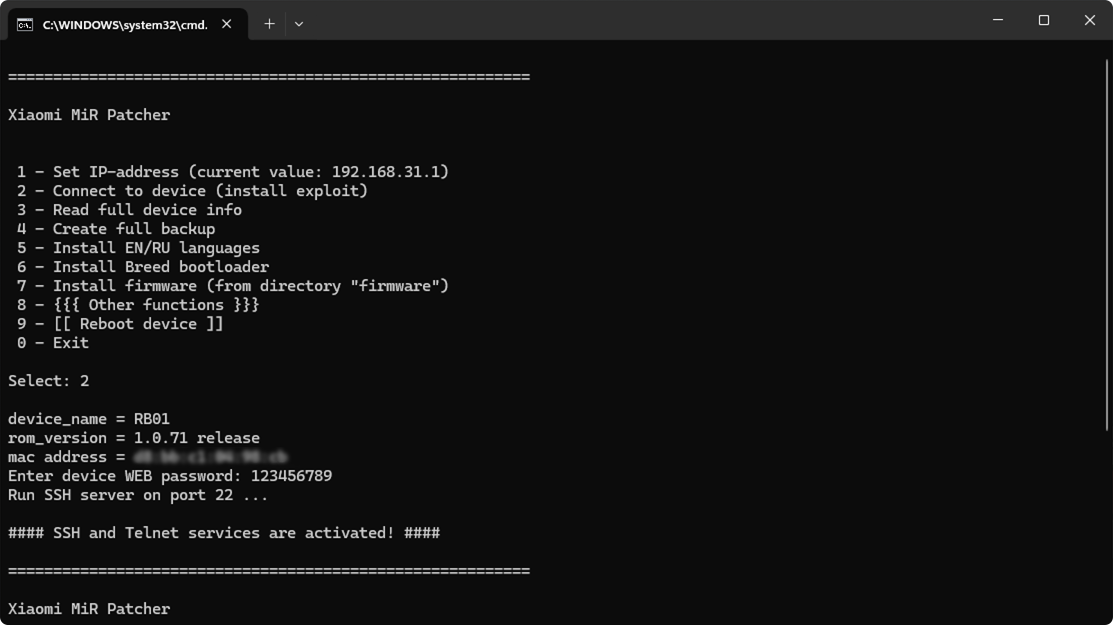 C:\WINDOWS\system32\cmd.
==========================================================
Xiaomi MiR Patcher
1 - Set IP-address (current value: 192.168.31.1)
2 - Connect to device (install exploit)
3 - Read full device info
4 - Create full backup
5 - Install EN/RU languages
6 - Install Breed bootloader
7 - Install firmware (from directory "firmware")
8 - {{{ Other functions }}}
9 - [[ Reboot device ]]
0 - Exit
Select: 2
device_name = RB01
rom_version = 1.0.71 release
mac address =
Enter device WEB password: 123456789
Run SSH server on port 22 ...
#### SSH and Telnet services are activated! ####
==========================================================
Xiaomi MiR Patcher